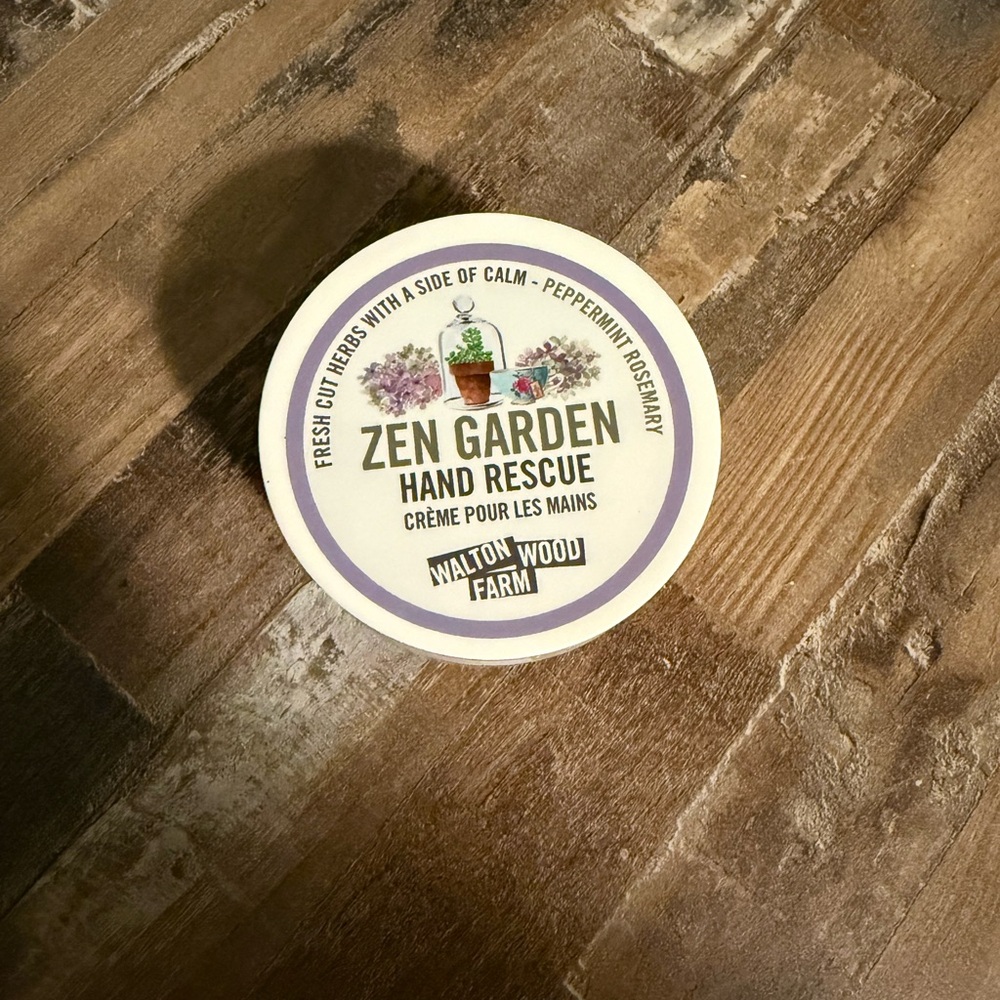 FRESH CUT HERBS WITH A SIDE OF CALM - PEPPERMINT ROSEMARY
ZEN GARDEN
HAND RESCUE
CRÈME POUR LES MAINS
WALTON WOOD
FARM